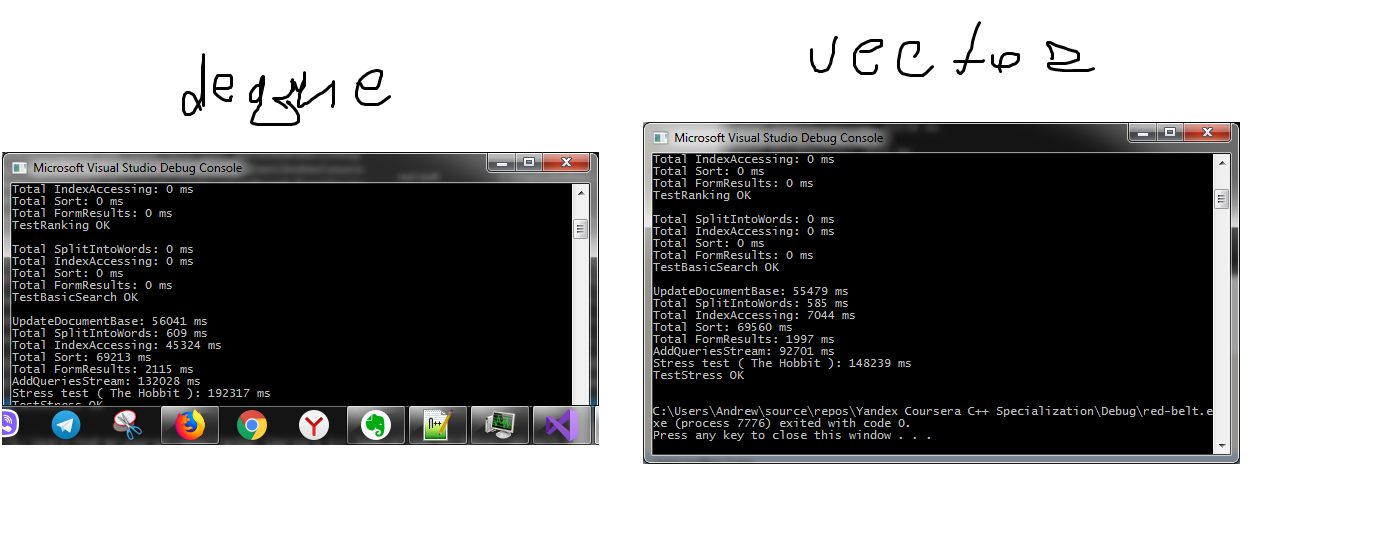 vector
Microsoft Visual Studio Debug Console
Total IndexAccessing: 0 ms
Total Sort: 0 ms
Total FormResults: 0 ms
TestRanking OK
Total SplitIntoWords: 0 ms
Total IndexAccessing: 0 ms
Total Sort: 0 ms
Total FormResults: 0 ms
TestBasicSearch OK
UpdateDocumentBase: 56041 ms
Total SplitIntoWords: 609 ms
Total IndexAccessing: 45324 ms
Total Sort: 69213 ms
Total FormResults: 2115 ms
AddQueriesStream: 132028 ms
Stress test ( The Hobbit ): 192317 ms
TestStress OK
Microsoft Visual Studio Debug Console
Total IndexAccessing: 0 ms
Total Sort: 0 ms
Total FormResults: 0 ms
TestRanking OK
Total SplitIntoWords: 0 ms
Total IndexAccessing: 0 ms
Total Sort: 0 ms
Total FormResults: 0 ms
TestBasicSearch OK
UpdateDocumentBase: 55479 ms
Total SplitIntoWords: 585 ms
Total IndexAccessing: 7044 ms
Total Sort: 69560 ms
Total FormResults: 1997 ms
AddQueriesStream: 92701 ms
Stress test ( The Hobbit ): 148239 ms
TestStress OK
C:\Users\Andrew\source\repos\Yandex Coursera C++ Specialization\Debug\red-belt.e
xe (process 7776) exited with code 0.
Press any key to close this window . . .